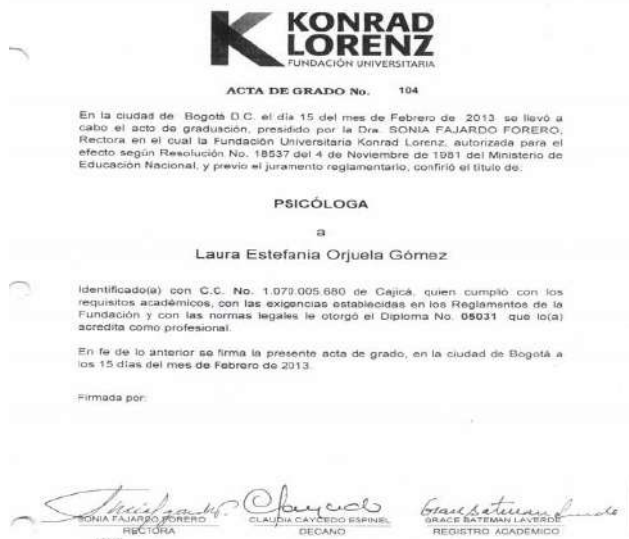 KONRAD
LORENZ
FUNDACIÓN UNIVERSITARIA
ACTA DE GRADO No. 104
En la ciudad de Bogotá D.C. el día 15 del mes de Febrero de 2013 se llevó a
cabo el acto de graduación, presidido por la Dra. SONIA FAJARDO FORERO,
Rectora en el cual la Fundación Universitaria Konrad Lorenz, autorizada para el
efecto según Resolución No. 18537 del 4 de Noviembre de 1981 del Ministerio de
Educación Nacional, y previo el juramento reglamentario, confirió el título de:
PSICÓLOGA
a
Laura Estefania Orjuela Gómez
Identificado(a) con C.C. No. 1.070.005.680 de Cajicá, quien cumplió con los
requisitos académicos, con las exigencias establecidas en los Reglamentos de la
Fundación y con las normas legales le otorgó el Diploma No. 05031 que lo(a)
acredita como profesional.
En fe de lo anterior se firma la presente acta de grado, en la ciudad de Bogotá a
los 15 días del mes de Febrero de 2013.
Firmada por:
SONIA FAJARDO FORERO CLAUDIA CAYCEDO ESPINEL GRACE BATEMAN LAVERDE
RECTORA DECANO REGISTRO ACADÉMICO